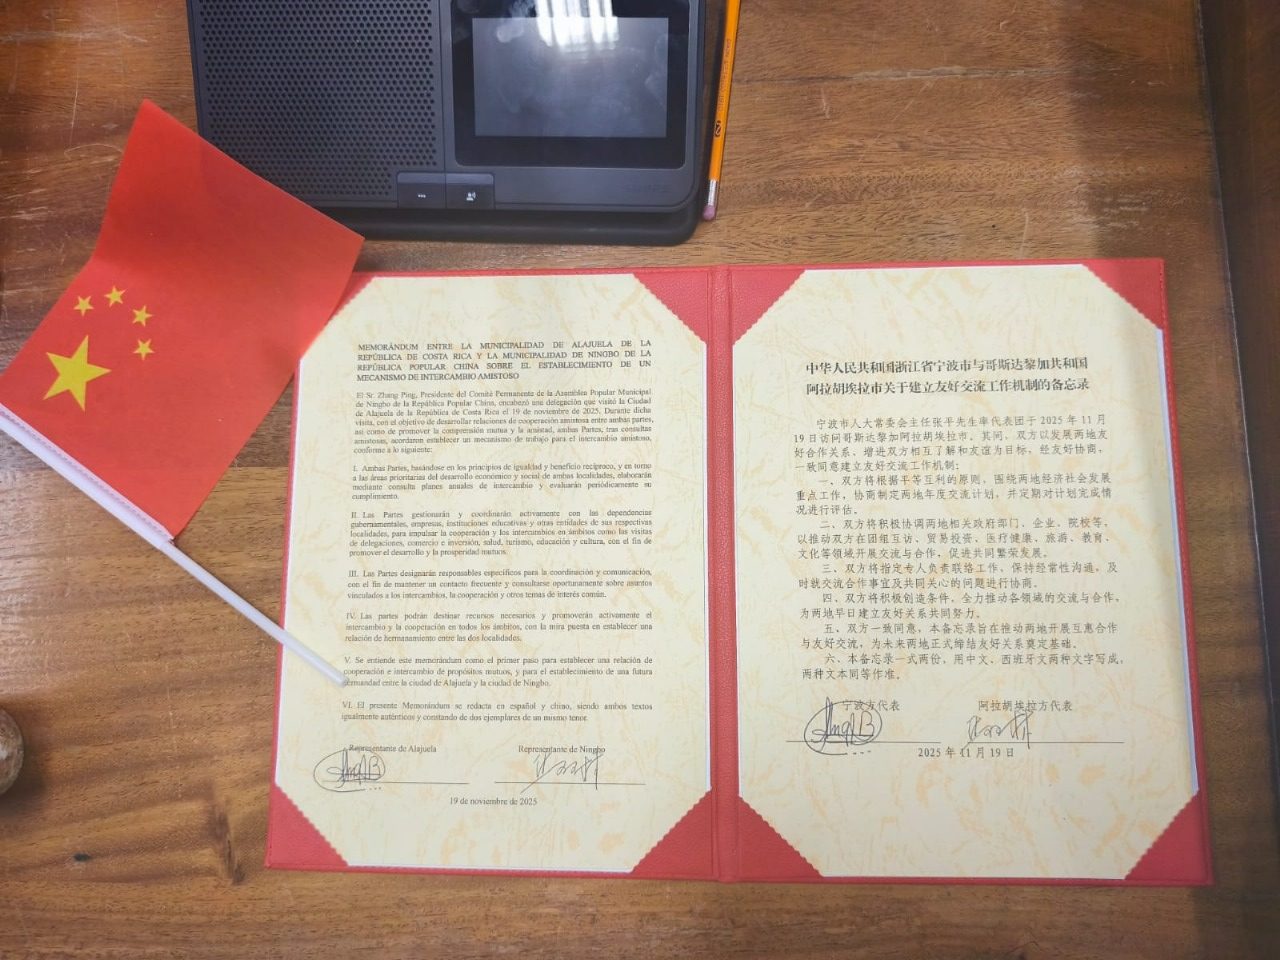 MEMORÁNDUM ENTRE LA MUNICIPALIDAD DE ALAJUELA DE LA
REPÚBLICA DE COSTA RICA Y LA MUNICIPALIDAD DE NINGBO DE LA
REPÚBLICA POPULAR CHINA SOBRE EL ESTABLECIMIENTO DE UN
MECANISMO DE INTERCAMBIO AMISTOSO
El Sr. Zhang Ping, Presidente del Comité Permanente de la Asamblea Popular Municipal
de Ningbo de la República Popular China, encabezó una delegación que visitó la Ciudad
de Alajuela de la República de Costa Rica el 19 de noviembre de 2025. Durante dicha
visita, con el objetivo de desarrollar relaciones de cooperación amistosa entre ambas partes,
así como de promover la comprensión mutua y la amistad, ambas Partes, tras consultas
amistosas, acordaron establecer un mecanismo de trabajo para el intercambio amistoso,
conforme a lo siguiente:
I. Ambas Partes, basándose en los principios de igualdad y beneficio recíproco, y en torno
a las áreas prioritarias del desarrollo económico y social de ambas localidades, elaborarán
mediante consulta planes anuales de intercambio y evaluarán periódicamente su
cumplimiento.
II. Las Partes gestionarán y coordinarán activamente con las dependencias
gubernamentales, empresas, instituciones educativas y otras entidades de sus respectivas
localidades, para impulsar la cooperación y los intercambios en ámbitos como las visitas
de delegaciones, comercio e inversión, salud, turismo, educación y cultura, con el fin de
promover el desarrollo y la prosperidad mutuos.
III. Las Partes designarán responsables específicos para la coordinación y comunicación,
con el fin de mantener un contacto frecuente y consultarse oportunamente sobre asuntos
vinculados a los intercambios, la cooperación y otros temas de interés común.
IV. Las partes podrán destinar recursos necesarios y promoverán activamente el
intercambio y la cooperación en todos los ámbitos, con la mira puesta en establecer una
relación de hermanamiento entre las dos localidades.
V. Se entiende este memorándum como el primer paso para establecer una relación de
cooperación e intercambio de propósitos mutuos, y para el establecimiento de una futura
hermandad entre la ciudad de Alajuela y la ciudad de Ningbo.
VI. El presente Memorándum se redacta en español y chino, siendo ambos textos
igualmente auténticos y constando de dos ejemplares de un mismo tenor.
Representante de Alajuela Representante de Ningbo
19 de noviembre de 2025
中华人民共和国浙江省宁波市与哥斯达黎加共和国
阿拉胡埃拉市关于建立友好交流工作机制的备忘录
宁波市人大常委会主任张平先生率代表团于 2025 年 11 月
19 日访问哥斯达黎加阿拉胡埃拉市。其间，双方以发展两地友
好合作关系、增进双方相互了解和友谊为目标，经友好协商，
一致同意建立友好交流工作机制：
一、双方将根据平等互利的原则，围绕两地经济社会发展
重点工作，协商制定两地年度交流计划，并定期对计划完成情
况进行评估。
二、双方将积极协调两地相关政府部门、企业、院校等，
以推动双方在团组互访、贸易投资、医疗健康、旅游、教育、
文化等领域开展交流与合作，促进共同繁荣发展。
三、双方将指定专人负责联络工作，保持经常性沟通，及
时就交流合作事宜及共同关心的问题进行协商。
四、双方将积极创造条件，全力推动各领域的交流与合作，
为两地早日建立友好关系共同努力。
五、双方一致同意，本备忘录旨在推动两地开展互惠合作
与友好交流，为未来两地正式缔结友好关系奠定基础。
六、本备忘录一式两份，用中文、西班牙文两种文字写成，
两种文本同等作准。
宁波方代表 阿拉胡埃拉方代表
2025 年 11 月 19 日